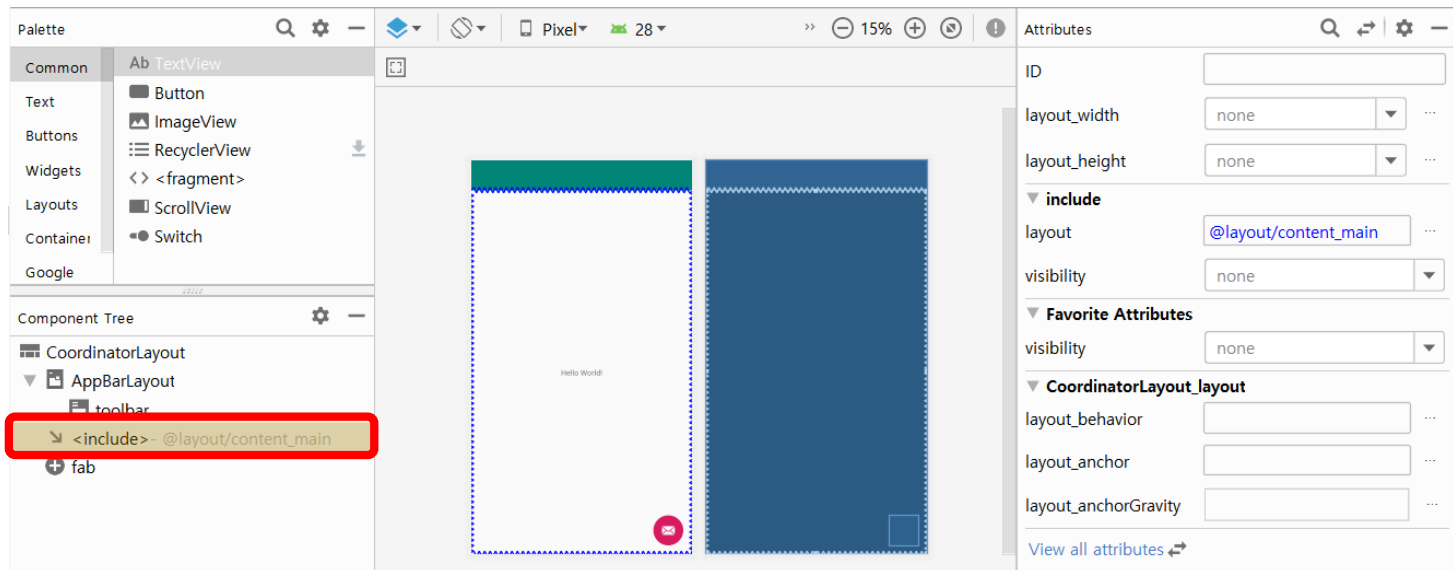 Palette
Common
Text
Buttons
Widgets
Layouts
Container
Google
Ab TextView
Button
ImageView
RecyclerView
<fragment>
ScrollView
Switch
Component Tree
CoordinatorLayout
AppBarLayout
toolbar
<include> - @layout/content_main
fab
Pixel 28 15%
Hello World!
Attributes
ID
layout_width none
layout_height none
include
layout @layout/content_main
visibility none
Favorite Attributes
visibility none
CoordinatorLayout_layout
layout_behavior
layout_anchor
layout_anchorGravity
View all attributes